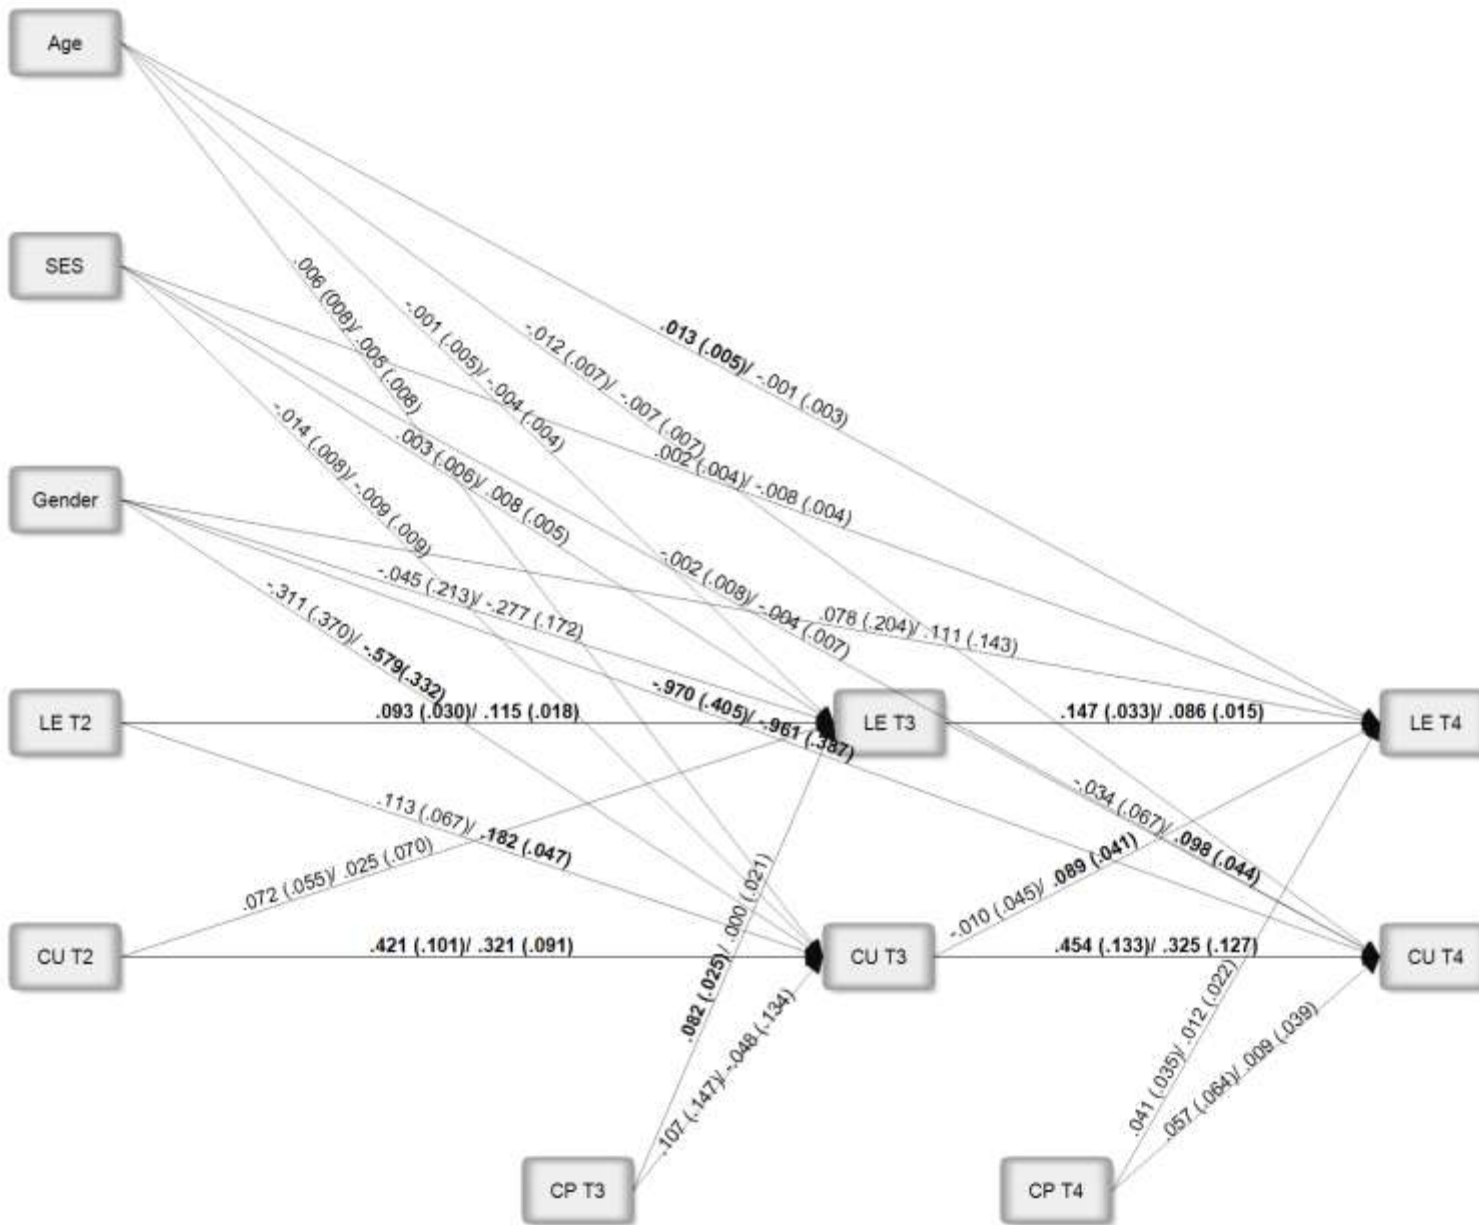 Age
SES
Gender
LE T2
CU T2
LE T3
CU T3
LE T4
CU T4
CP T3
CP T4
.006 (008)/ .005 (.008)
-.001 (.005)/ -.004 (.004)
-.012 (.007)/ -.007 (.007)
.013 (.005)/ -.001 (.003)
-.014 (.008)/ -.009 (.009)
.003 (.006)/ .008 (.005)
.002 (.004)/ -.008 (.004)
-.002 (.008)/ -.004 (.007)
-.045 (.213)/ -.277 (.172)
.078 (.204)/ .111 (.143)
-.311 (.370)/ -.579(.332)
-.970 (.405)/ -.961 (.387)
.093 (.030)/ .115 (.018)
.147 (.033)/ .086 (.015)
.113 (.067)/ .182 (.047)
-.034 (.067)/ .098 (.044)
.072 (.055)/ .025 (.070)
-.010 (.045)/ .089 (.041)
.421 (.101)/ .321 (.091)
.454 (.133)/ .325 (.127)
.082 (.025)/ .000 (.021)
.107 (.147)/ -.048 (.134)
.041 (.035)/ .012 (.022)
.057 (.064)/ .009 (.039)